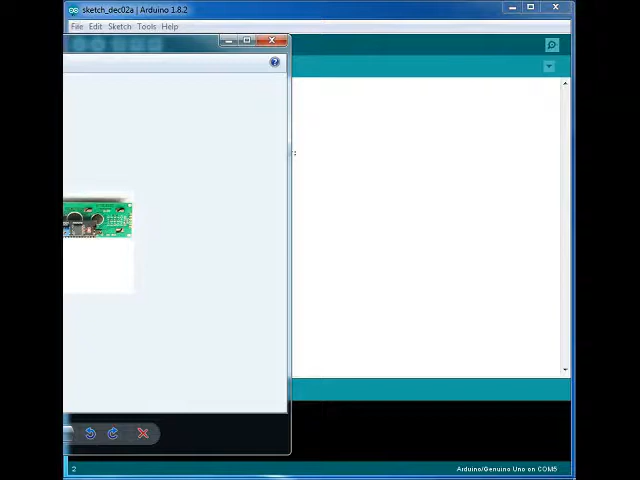 sketch_dec02a | Arduino 1.8.2
File Edit Sketch Tools Help
2
Arduino/Genuino Uno on COM5